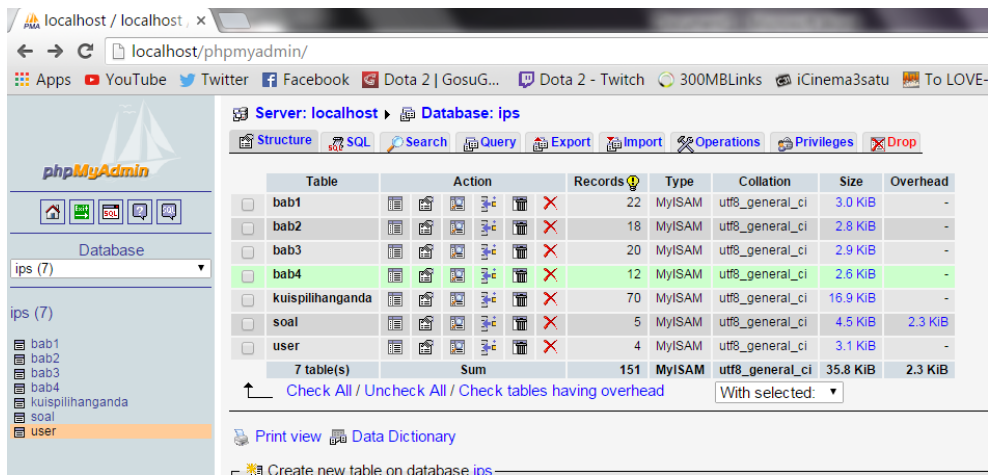 localhost / localhost / ×
localhost/phpmyadmin/
Apps YouTube Twitter Facebook Dota 2 | GosuG... Dota 2 - Twitch 300MBLinks iCinema3satu To LOVE-
Server: localhost ▸ Database: ips
Structure SQL Search Query Export Import Operations Privileges Drop
phpMyAdmin
Database
ips (7)
ips (7)
bab1
bab2
bab3
bab4
kuispilihanganda
soal
user
Table Action Records Type Collation Size Overhead
bab1 22 MyISAM utf8_general_ci 3.0 KiB -
bab2 18 MyISAM utf8_general_ci 2.8 KiB -
bab3 20 MyISAM utf8_general_ci 2.9 KiB -
bab4 12 MyISAM utf8_general_ci 2.6 KiB -
kuispilihanganda 70 MyISAM utf8_general_ci 16.9 KiB -
soal 5 MyISAM utf8_general_ci 4.5 KiB 2.3 KiB
user 4 MyISAM utf8_general_ci 3.1 KiB -
7 table(s) Sum 151 MyISAM utf8_general_ci 35.8 KiB 2.3 KiB
Check All / Uncheck All / Check tables having overhead With selected:
Print view Data Dictionary
Create new table on database ips